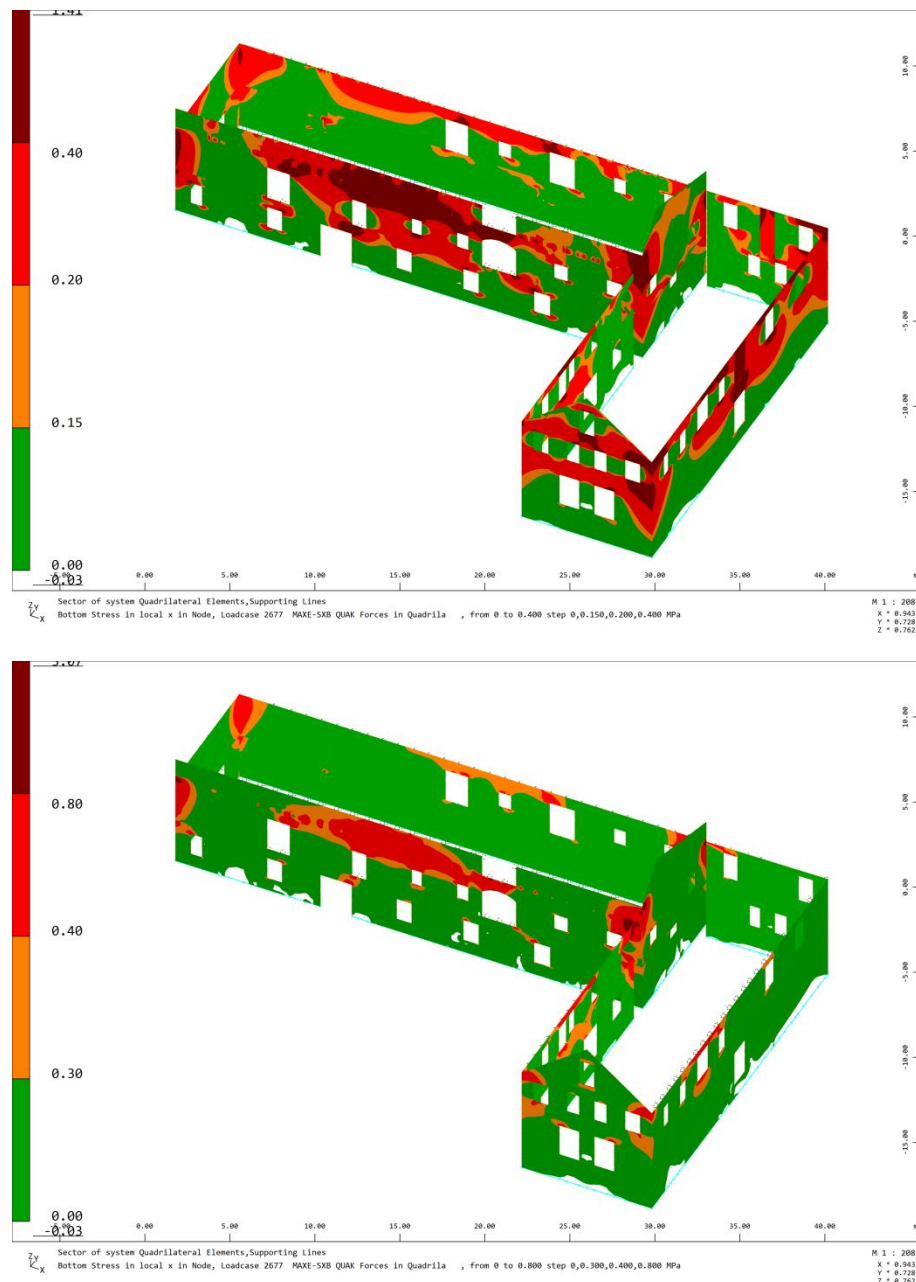 1.41
0.40
0.20
0.15
0.00
-0.03
10.00
5.00
0.00
-5.00
-10.00
-15.00
0.00 5.00 10.00 15.00 20.00 25.00 30.00 35.00 40.00 m
Sector of system Quadrilateral Elements,Supporting Lines M 1 : 208
Bottom Stress in local x in Node, Loadcase 2677 MAXE-SXB QUAK Forces in Quadrila , from 0 to 0.400 step 0,0.150,0.200,0.400 MPa
X * 0.943
Y * 0.728
Z * 0.762
Z Y
X
0.80
0.40
0.30
0.00
-0.03
10.00
5.00
0.00
-5.00
-10.00
-15.00
0.00 5.00 10.00 15.00 20.00 25.00 30.00 35.00 40.00 m
Sector of system Quadrilateral Elements,Supporting Lines M 1 : 208
Bottom Stress in local x in Node, Loadcase 2677 MAXE-SXB QUAK Forces in Quadrila , from 0 to 0.800 step 0,0.300,0.400,0.800 MPa
X * 0.943
Y * 0.728
Z * 0.762
Z Y
X